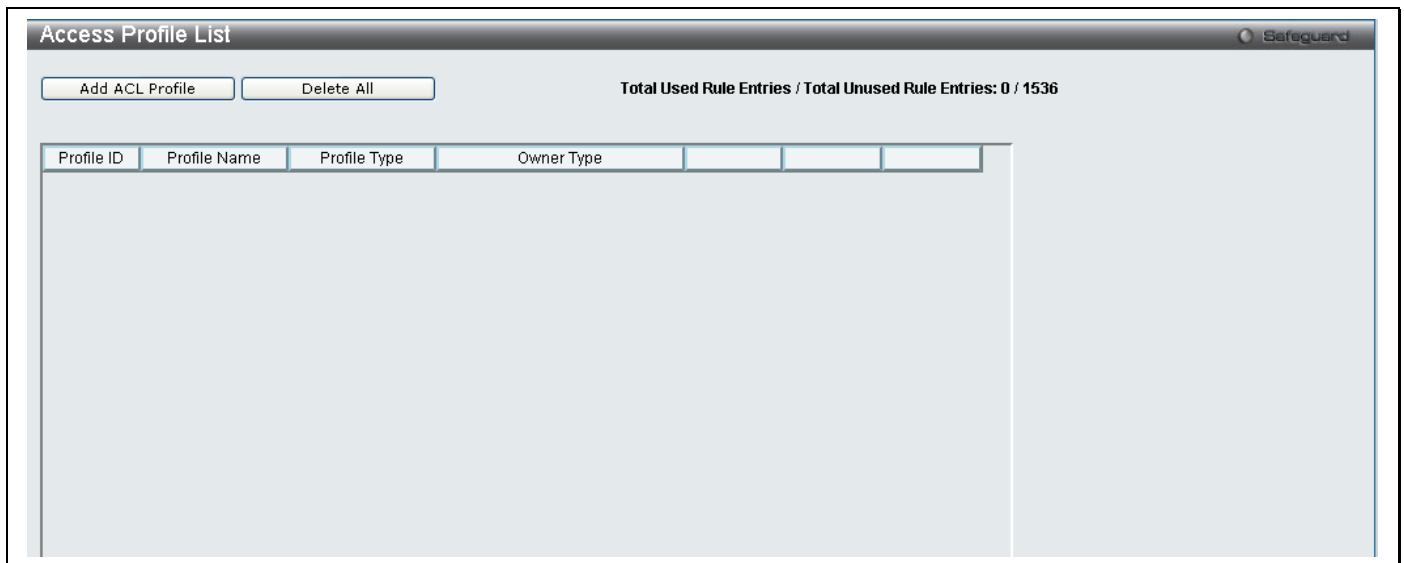 Access Profile List
Safeguard
Add ACL Profile
Delete All
Total Used Rule Entries / Total Unused Rule Entries: 0 / 1536
Profile ID Profile Name Profile Type Owner Type